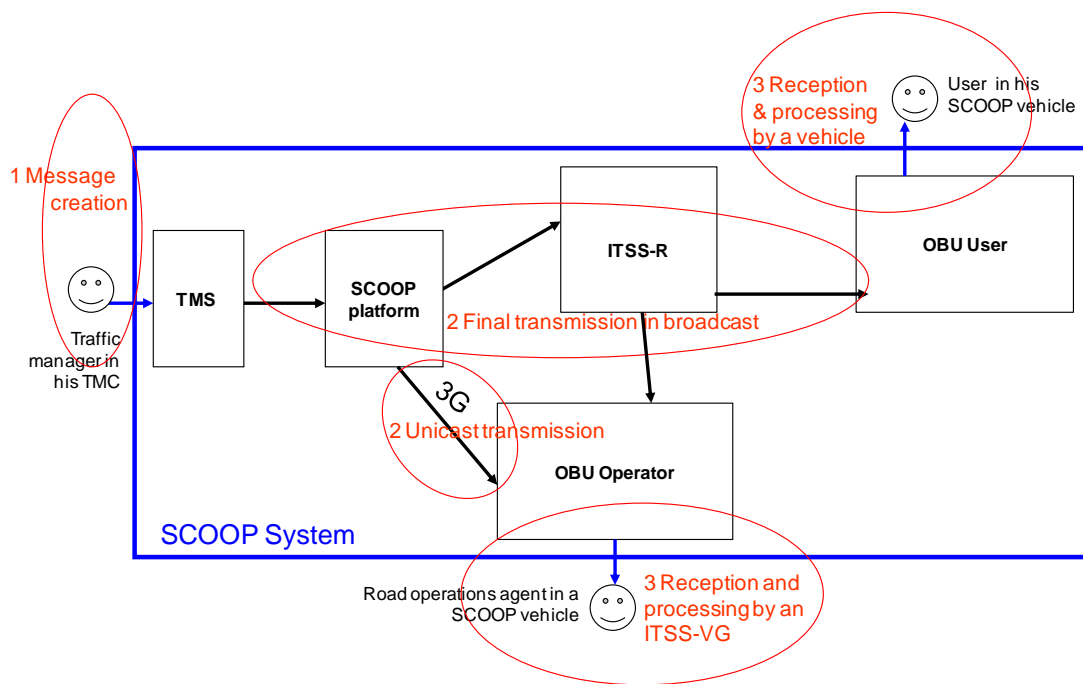 3 Reception
& processing
by a vehicle
User in his
SCOOP vehicle
1 Message
creation
TMS
SCOOP
platform
ITSS-R
OBU User
2 Final transmission in broadcast
Traffic
manager in
his TMC
3G
2 Unicast transmission
OBU Operator
SCOOP System
Road operations agent in a
SCOOP vehicle
3 Reception and
processing by an
ITSS-VG